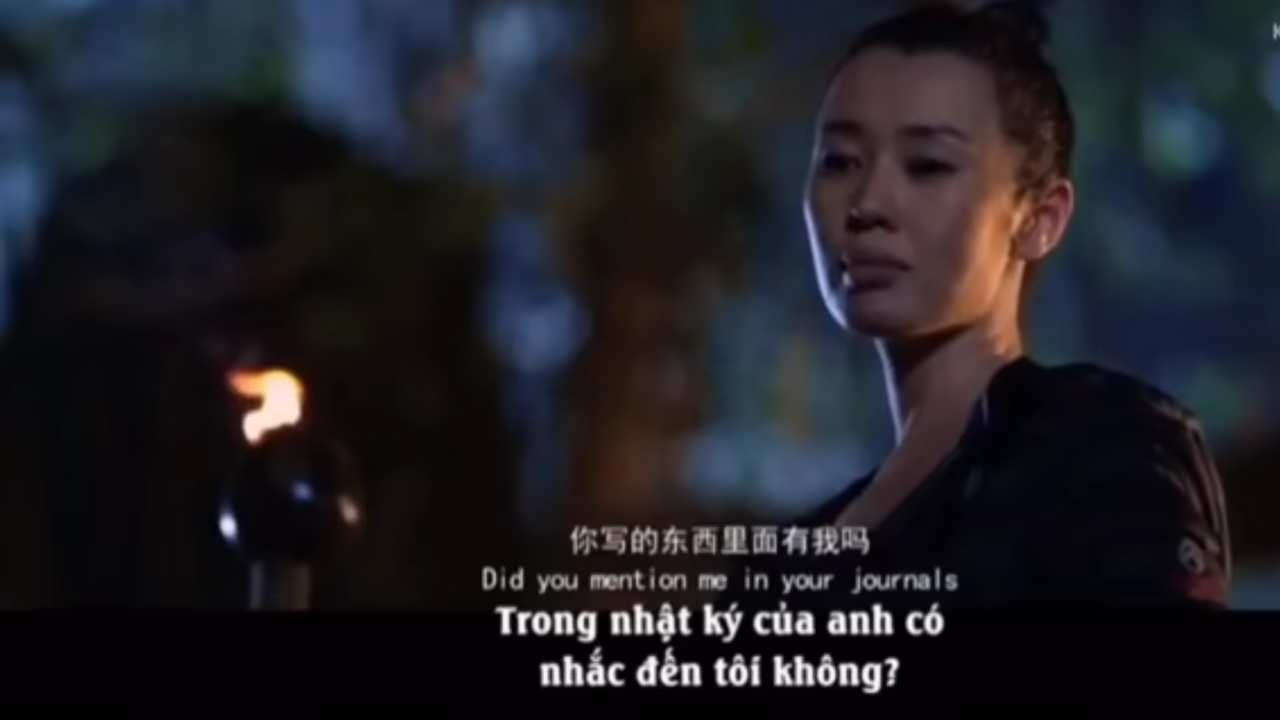 你写的东西里面有我吗
Did you mention me in your journals
Trong nhật ký của anh có
nhắc đến tôi không?